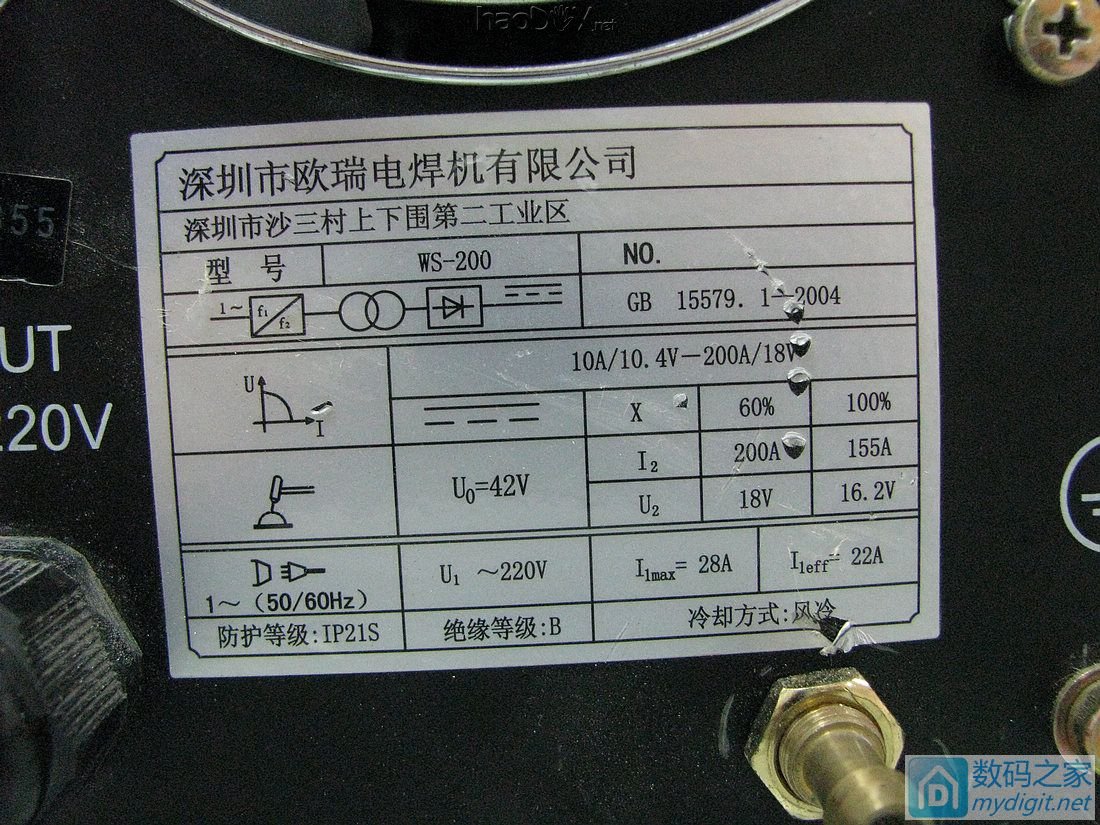 haoDIY.net
深圳市欧瑞电焊机有限公司
深圳市沙三村上下围第二工业区
型 号 WS-200 NO.
1~ f₁ f₂ GB 15579.1-2004
55
UT
220V
U I 10A/10.4V—200A/18V
X 60% 100%
I₂ 200A 155A
U₀=42V
U₂ 18V 16.2V
1~ (50/60Hz) U₁ ~220V I₁max= 28A I₁eff= 22A
防护等级:IP21S 绝缘等级:B 冷却方式:风冷
数码之家
mydigit.net